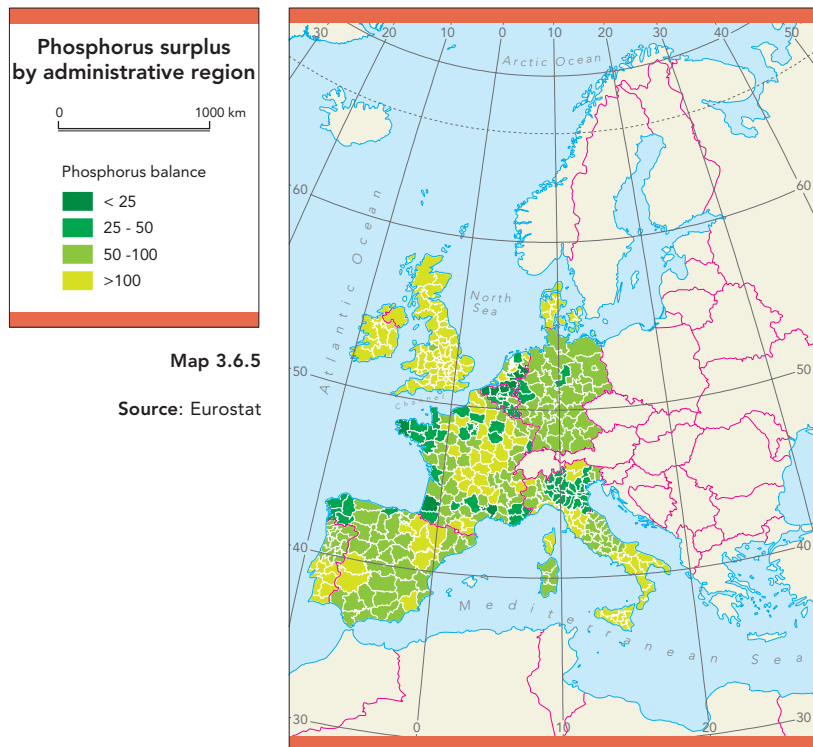 Phosphorus surplus
by administrative region
0 1000 km
Phosphorus balance
< 25
25 - 50
50 -100
>100
Map 3.6.5
Source: Eurostat
30 20 10 0 10 20 30 40 50
Arctic Ocean
60 60
Atlantic Ocean
North
Sea
50 50
Channel
40 40
Mediterranean Sea
30 0 10 20 30